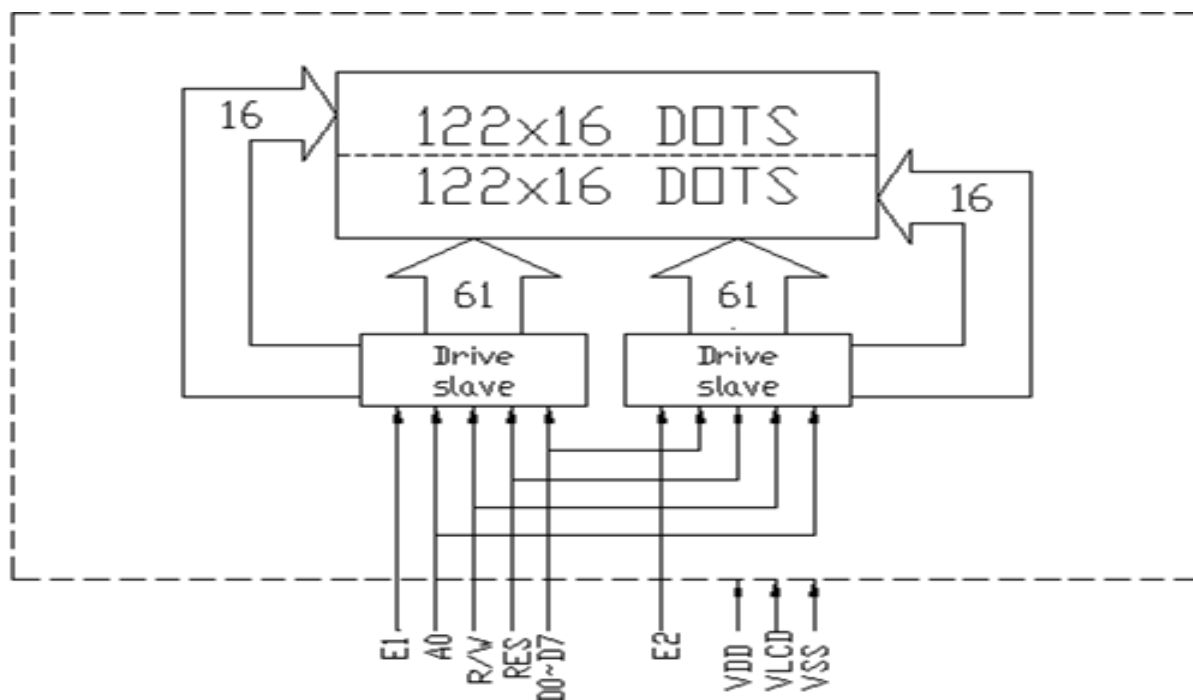 16
122x16 DOTS
122x16 DOTS
16
61
61
Drive
slave
Drive
slave
E1
A0
R/W
RES
D0~D7
E2
VDD
VLCD
VSS